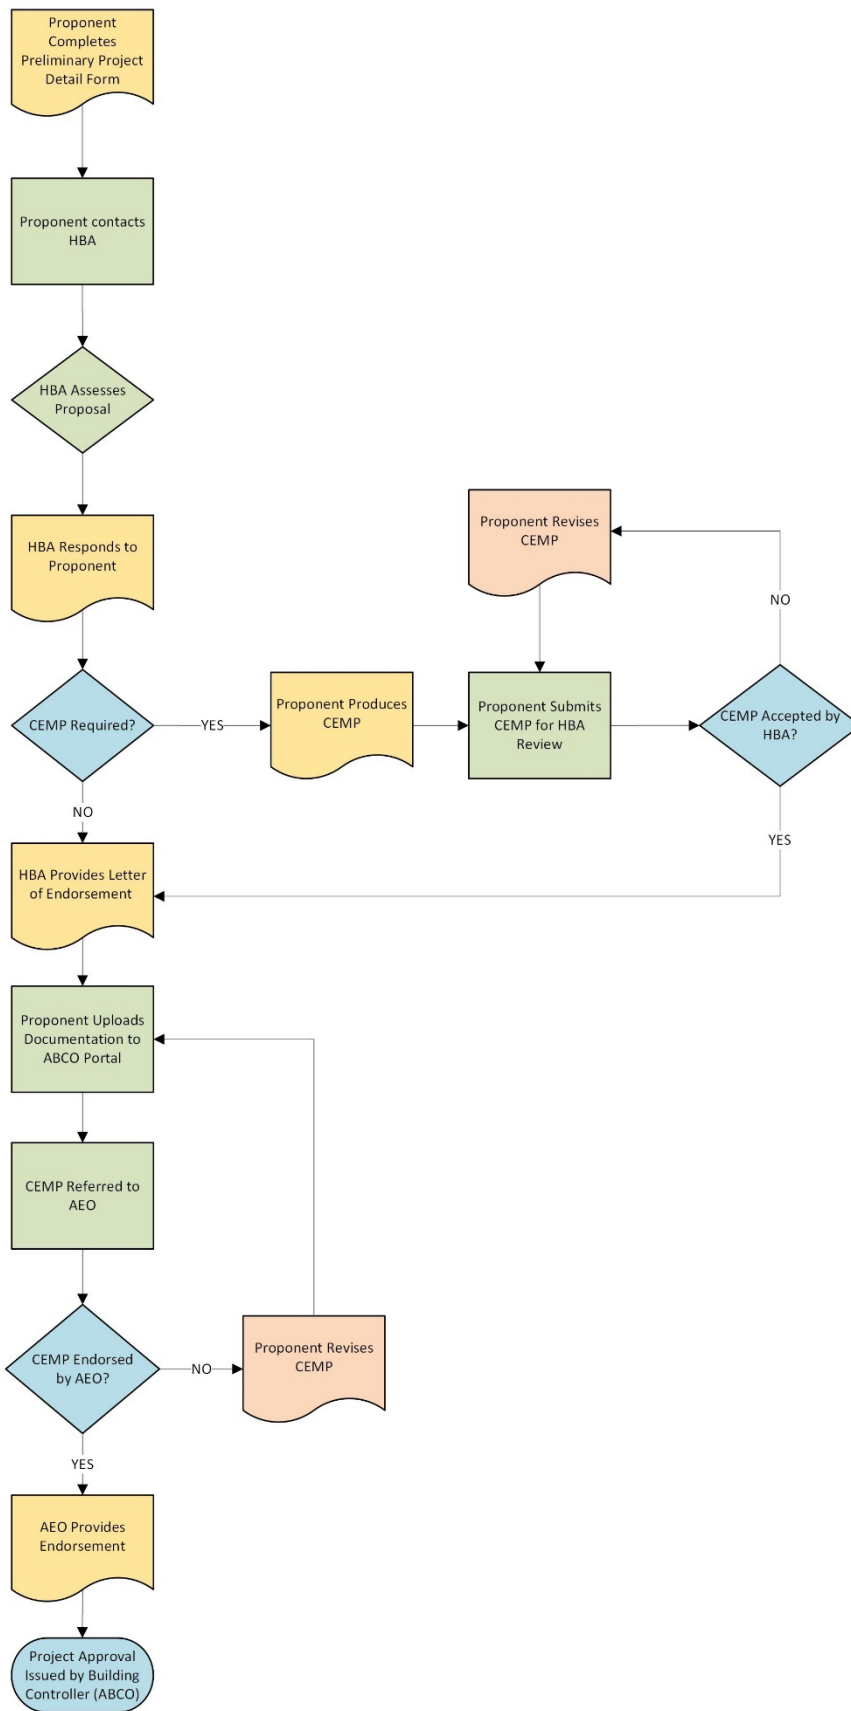 Proponent
Completes
Preliminary Project
Detail Form
Proponent contacts
HBA
HBA Assesses
Proposal
HBA Responds to
Proponent
CEMP Required?
YES
Proponent Produces
CEMP
Proponent Submits
CEMP for HBA
Review
CEMP Accepted by
HBA?
NO
Proponent Revises
CEMP
YES
NO
HBA Provides Letter
of Endorsement
Proponent Uploads
Documentation to
ABCO Portal
CEMP Referred to
AEO
CEMP Endorsed
by AEO?
NO
Proponent Revises
CEMP
YES
AEO Provides
Endorsement
Project Approval
Issued by Building
Controller (ABCO)